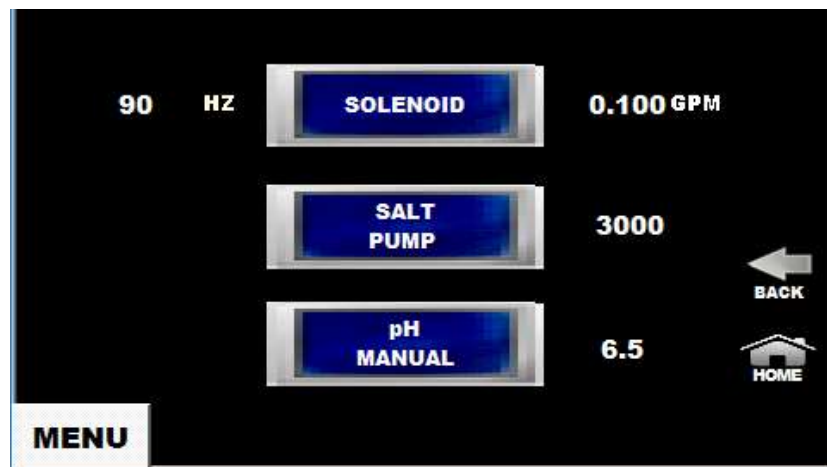 90 HZ SOLENOID 0.100 GPM
SALT
PUMP
3000
BACK
pH
MANUAL
6.5
HOME
MENU